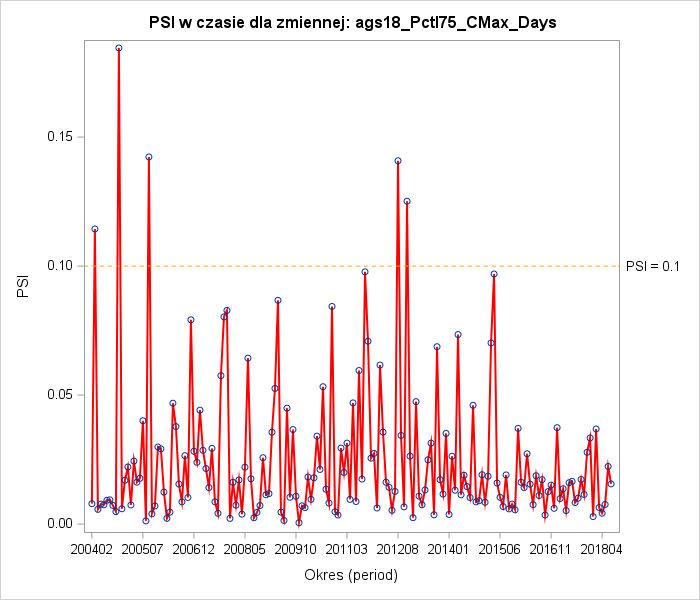 PSI w czasie dla zmiennej: ags18_Pctl75_CMax_Days
0.15
0.10
0.05
0.00
PSI
PSI = 0.1
200402 200507 200612 200805 200910 201103 201208 201401 201506 201611 201804
Okres (period)